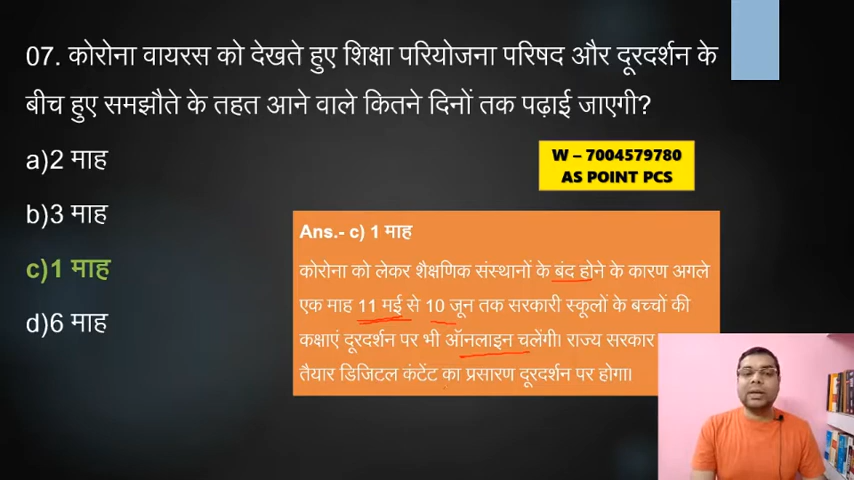 07. कोरोना वायरस को देखते हुए शिक्षा परियोजना परिषद और दूरदर्शन के
बीच हुए समझौते के तहत आने वाले कितने दिनों तक पढ़ाई जाएगी?
a)2 माह
b)3 माह
c)1 माह
d)6 माह
W – 7004579780
AS POINT PCS
Ans.- c) 1 माह
कोरोना को लेकर शैक्षणिक संस्थानों के बंद होने के कारण अगले
एक माह 11 मई से 10 जून तक सरकारी स्कूलों के बच्चों की
कक्षाएं दूरदर्शन पर भी ऑनलाइन चलेंगी। राज्य सरकार
तैयार डिजिटल कंटेंट का प्रसारण दूरदर्शन पर होगा।